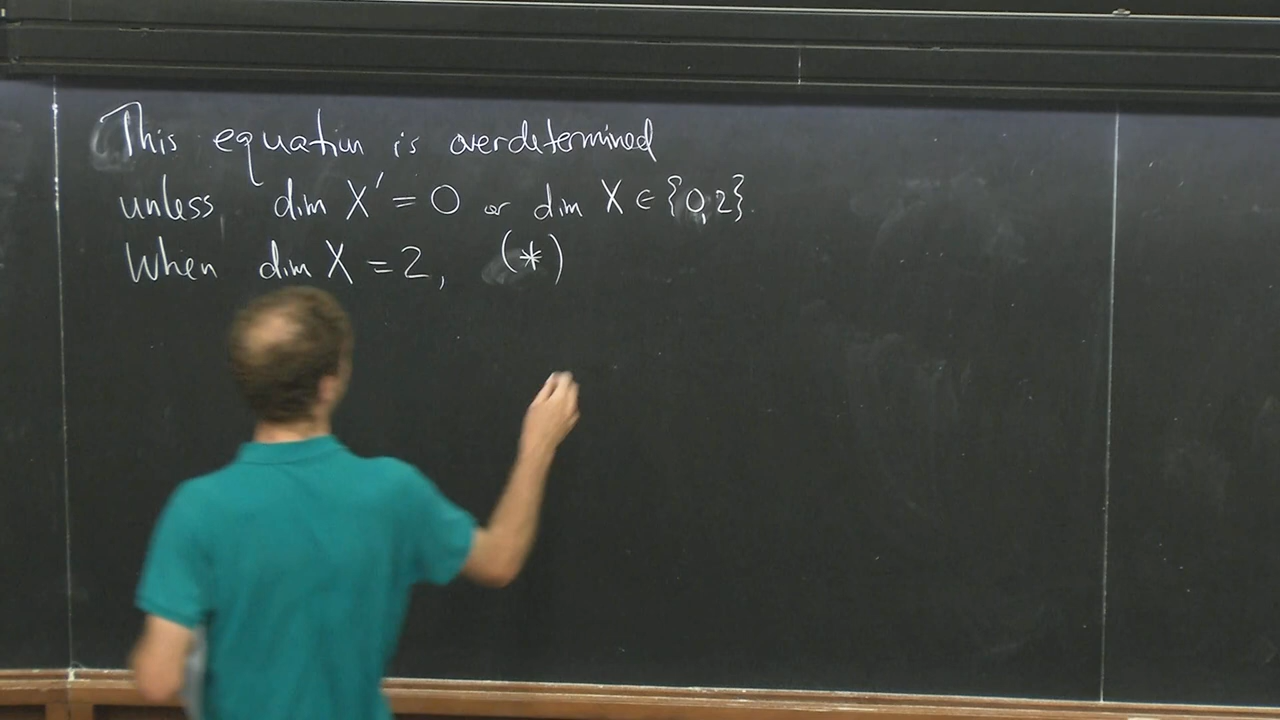 This equation is overdetermined
unless dim X' = 0 or dim X ∈ {0,2}.
When dim X = 2, (*)